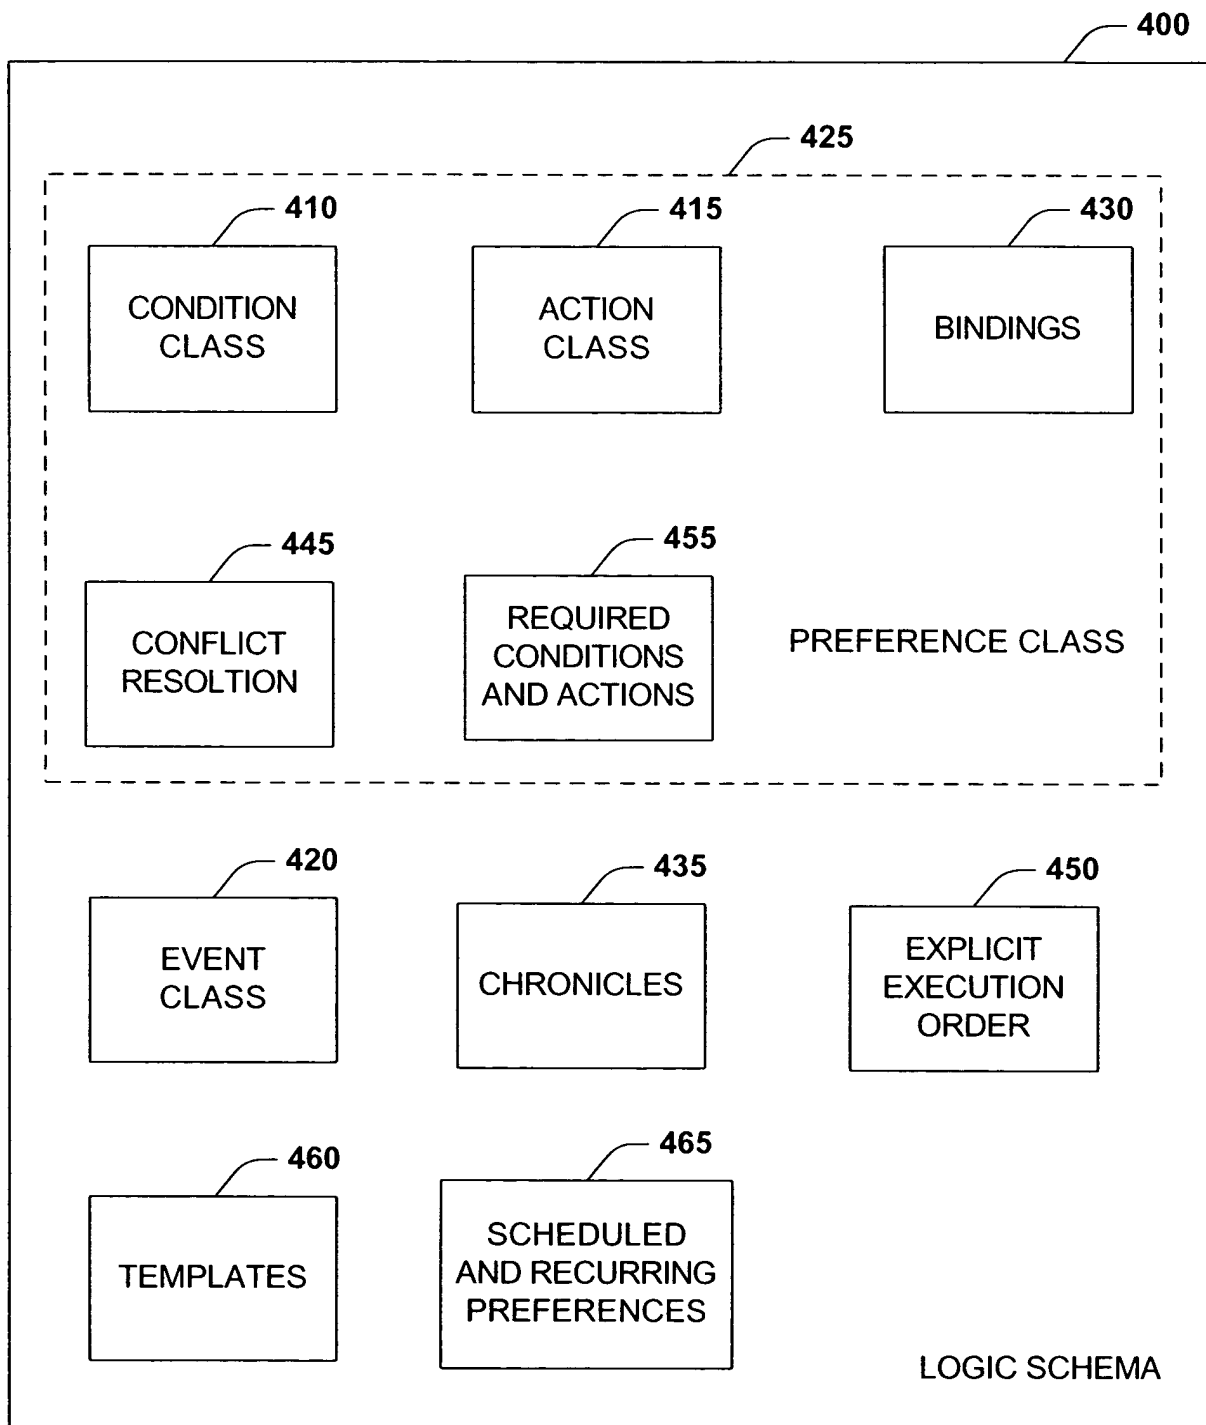 400
425
410
415
430
CONDITION
CLASS
ACTION
CLASS
BINDINGS
445
455
CONFLICT
RESOLTION
REQUIRED
CONDITIONS
AND ACTIONS
PREFERENCE CLASS
420
435
450
EVENT
CLASS
CHRONICLES
EXPLICIT
EXECUTION
ORDER
460
465
TEMPLATES
SCHEDULED
AND RECURRING
PREFERENCES
LOGIC SCHEMA